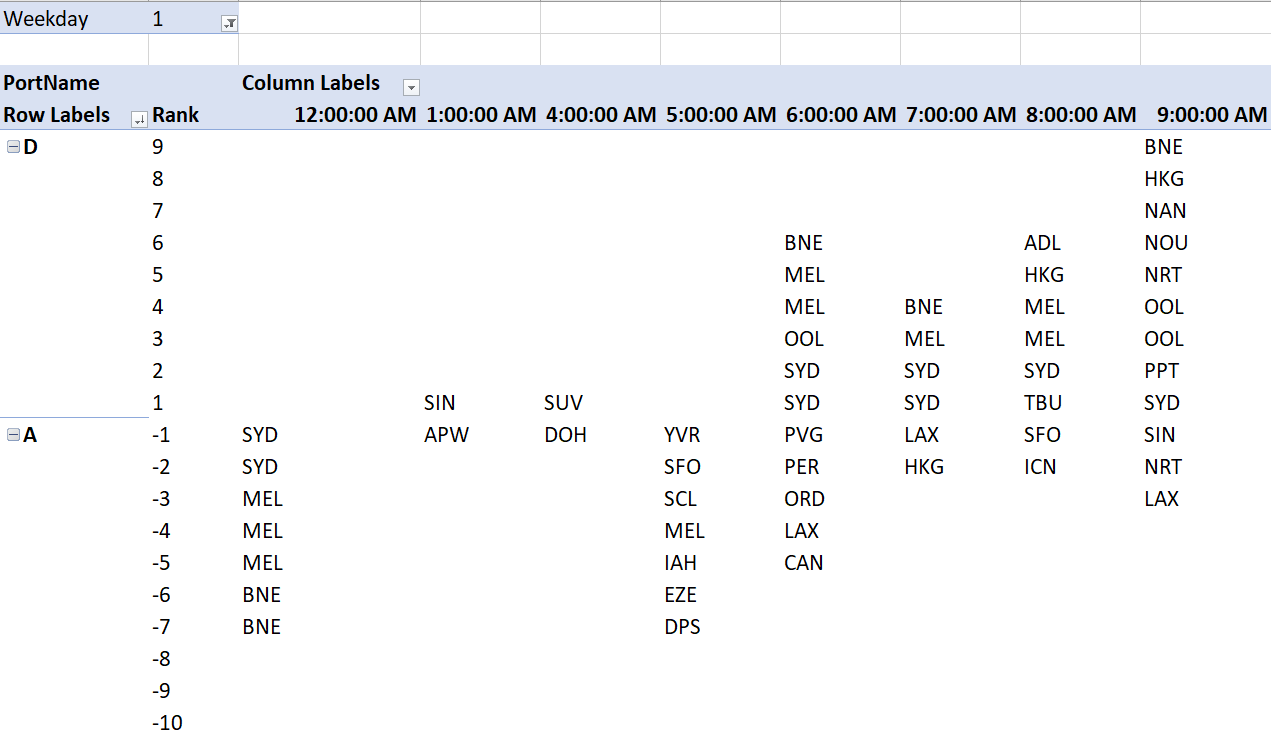 Weekday 1
PortName Column Labels
Row Labels Rank 12:00:00 AM 1:00:00 AM 4:00:00 AM 5:00:00 AM 6:00:00 AM 7:00:00 AM 8:00:00 AM 9:00:00 AM
D 9 BNE
8 HKG
7 NAN
6 BNE ADL NOU
5 MEL HKG NRT
4 MEL BNE MEL OOL
3 OOL MEL MEL OOL
2 SYD SYD SYD PPT
1 SIN SUV SYD SYD TBU SYD
A -1 SYD APW DOH YVR PVG LAX SFO SIN
-2 SYD SFO PER HKG ICN NRT
-3 MEL SCL ORD LAX
-4 MEL MEL LAX
-5 MEL IAH CAN
-6 BNE EZE
-7 BNE DPS
-8
-9
-10